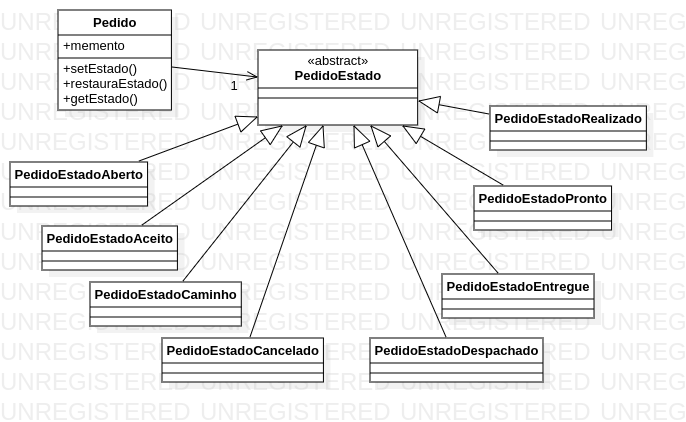 Pedido
+memento
+setEstado()
+restauraEstado()
+getEstado()
1
«abstract»
PedidoEstado
PedidoEstadoRealizado
PedidoEstadoAberto
PedidoEstadoPronto
PedidoEstadoAceito
PedidoEstadoCaminho
PedidoEstadoEntregue
PedidoEstadoCancelado
PedidoEstadoDespachado
UNREGISTERED